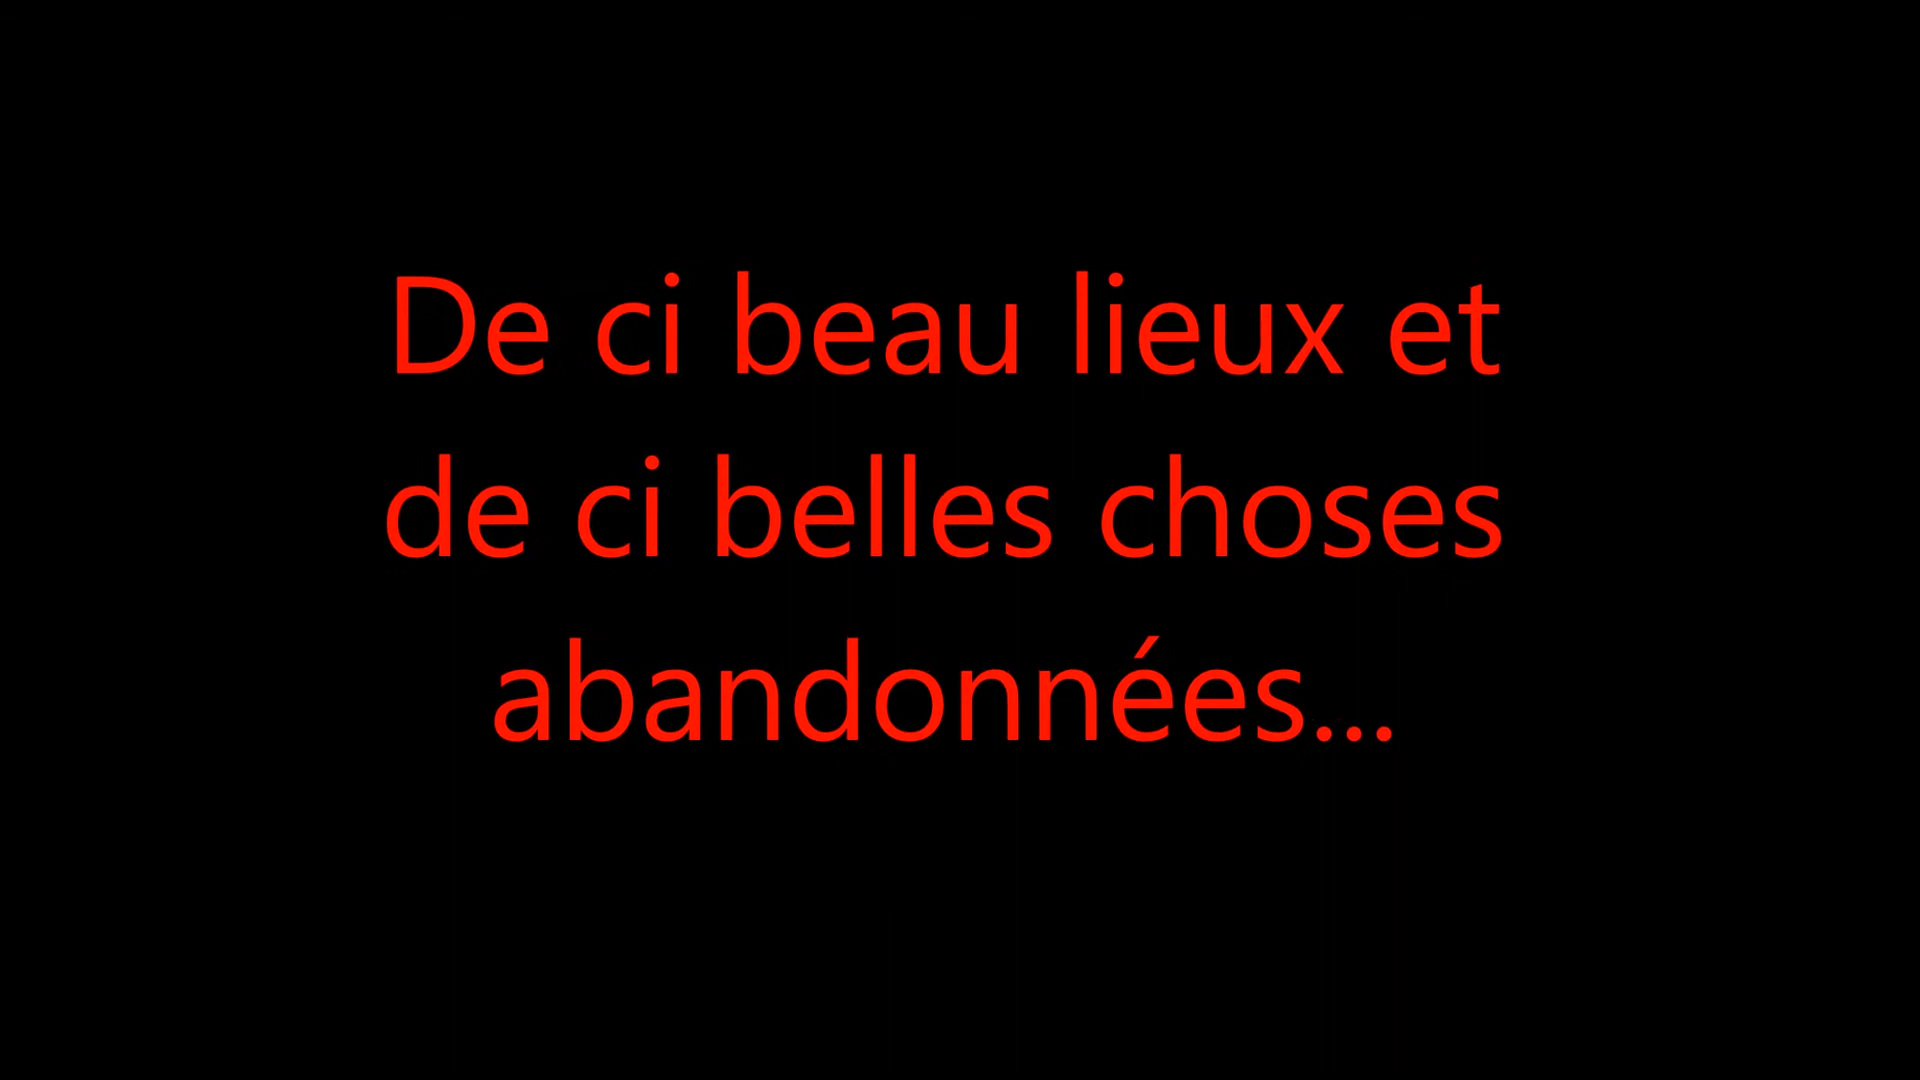 De ci beau lieux et
de ci belles choses
abandonnées...